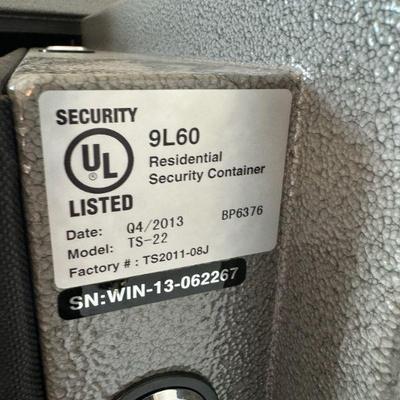 SECURITY
UL
LISTED
9L60
Residential
Security Container
Date: Q4/2013 BP6376
Model: TS-22
Factory # : TS2011-08J
SN:WIN-13-062267